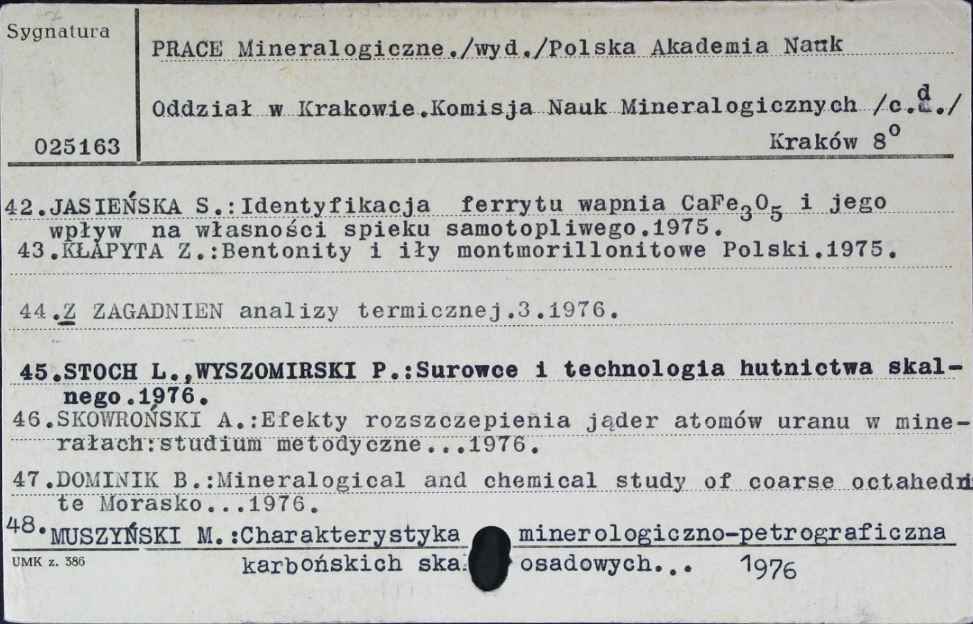 Sygnatura
PRACE Mineralogiczne./wyd./Polska Akademia Nauk
Oddział w Krakowie.Komisja Nauk Mineralogicznych /c.d./
025163
Kraków 8⁰
42.JASIEŃSKA S.:Identyfikacja ferrytu wapnia CaFe₃O₅ i jego
wpływ na własności spieku samotopliwego.1975.
43.KŁAPYTA Z.:Bentonity i iły montmorillonitowe Polski.1975.
44.Z ZAGADNIEN analizy termicznej.3.1976.
45.STOCH L.,WYSZOMIRSKI P.:Surowce i technologia hutnictwa skal-
nego.1976.
46.SKOWROŃSKI A.:Efekty rozszczepienia jąder atomów uranu w mine-
rałach:studium metodyczne...1976.
47.DOMINIK B.:Mineralogical and chemical study of coarse octahedri
te Morasko...1976.
48.MUSZYŃSKI M.:Charakterystyka minerologiczno-petrograficzna
UMK z. 386
karbońskich ska osadowych... 1976